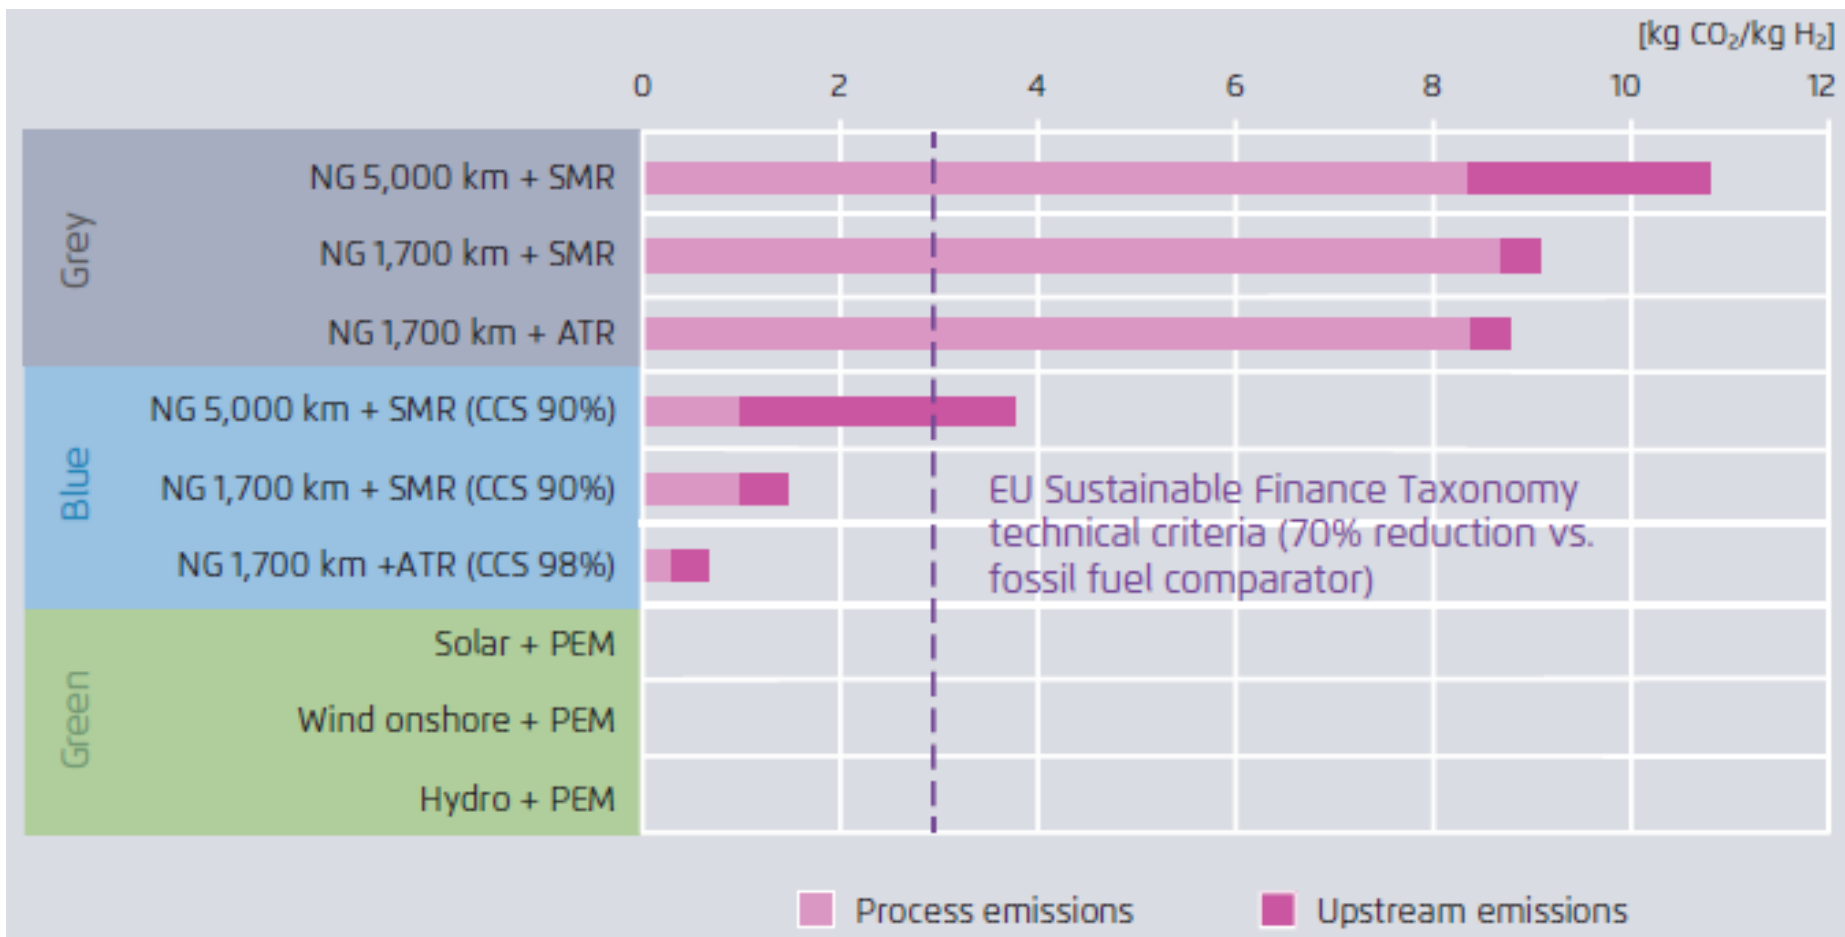 [kg CO₂/kg H₂]
0 2 4 6 8 10 12
Grey
NG 5,000 km + SMR
NG 1,700 km + SMR
NG 1,700 km + ATR
Blue
NG 5,000 km + SMR (CCS 90%)
NG 1,700 km + SMR (CCS 90%)
NG 1,700 km +ATR (CCS 98%)
EU Sustainable Finance Taxonomy
technical criteria (70% reduction vs.
fossil fuel comparator)
Green
Solar + PEM
Wind onshore + PEM
Hydro + PEM
Process emissions
Upstream emissions